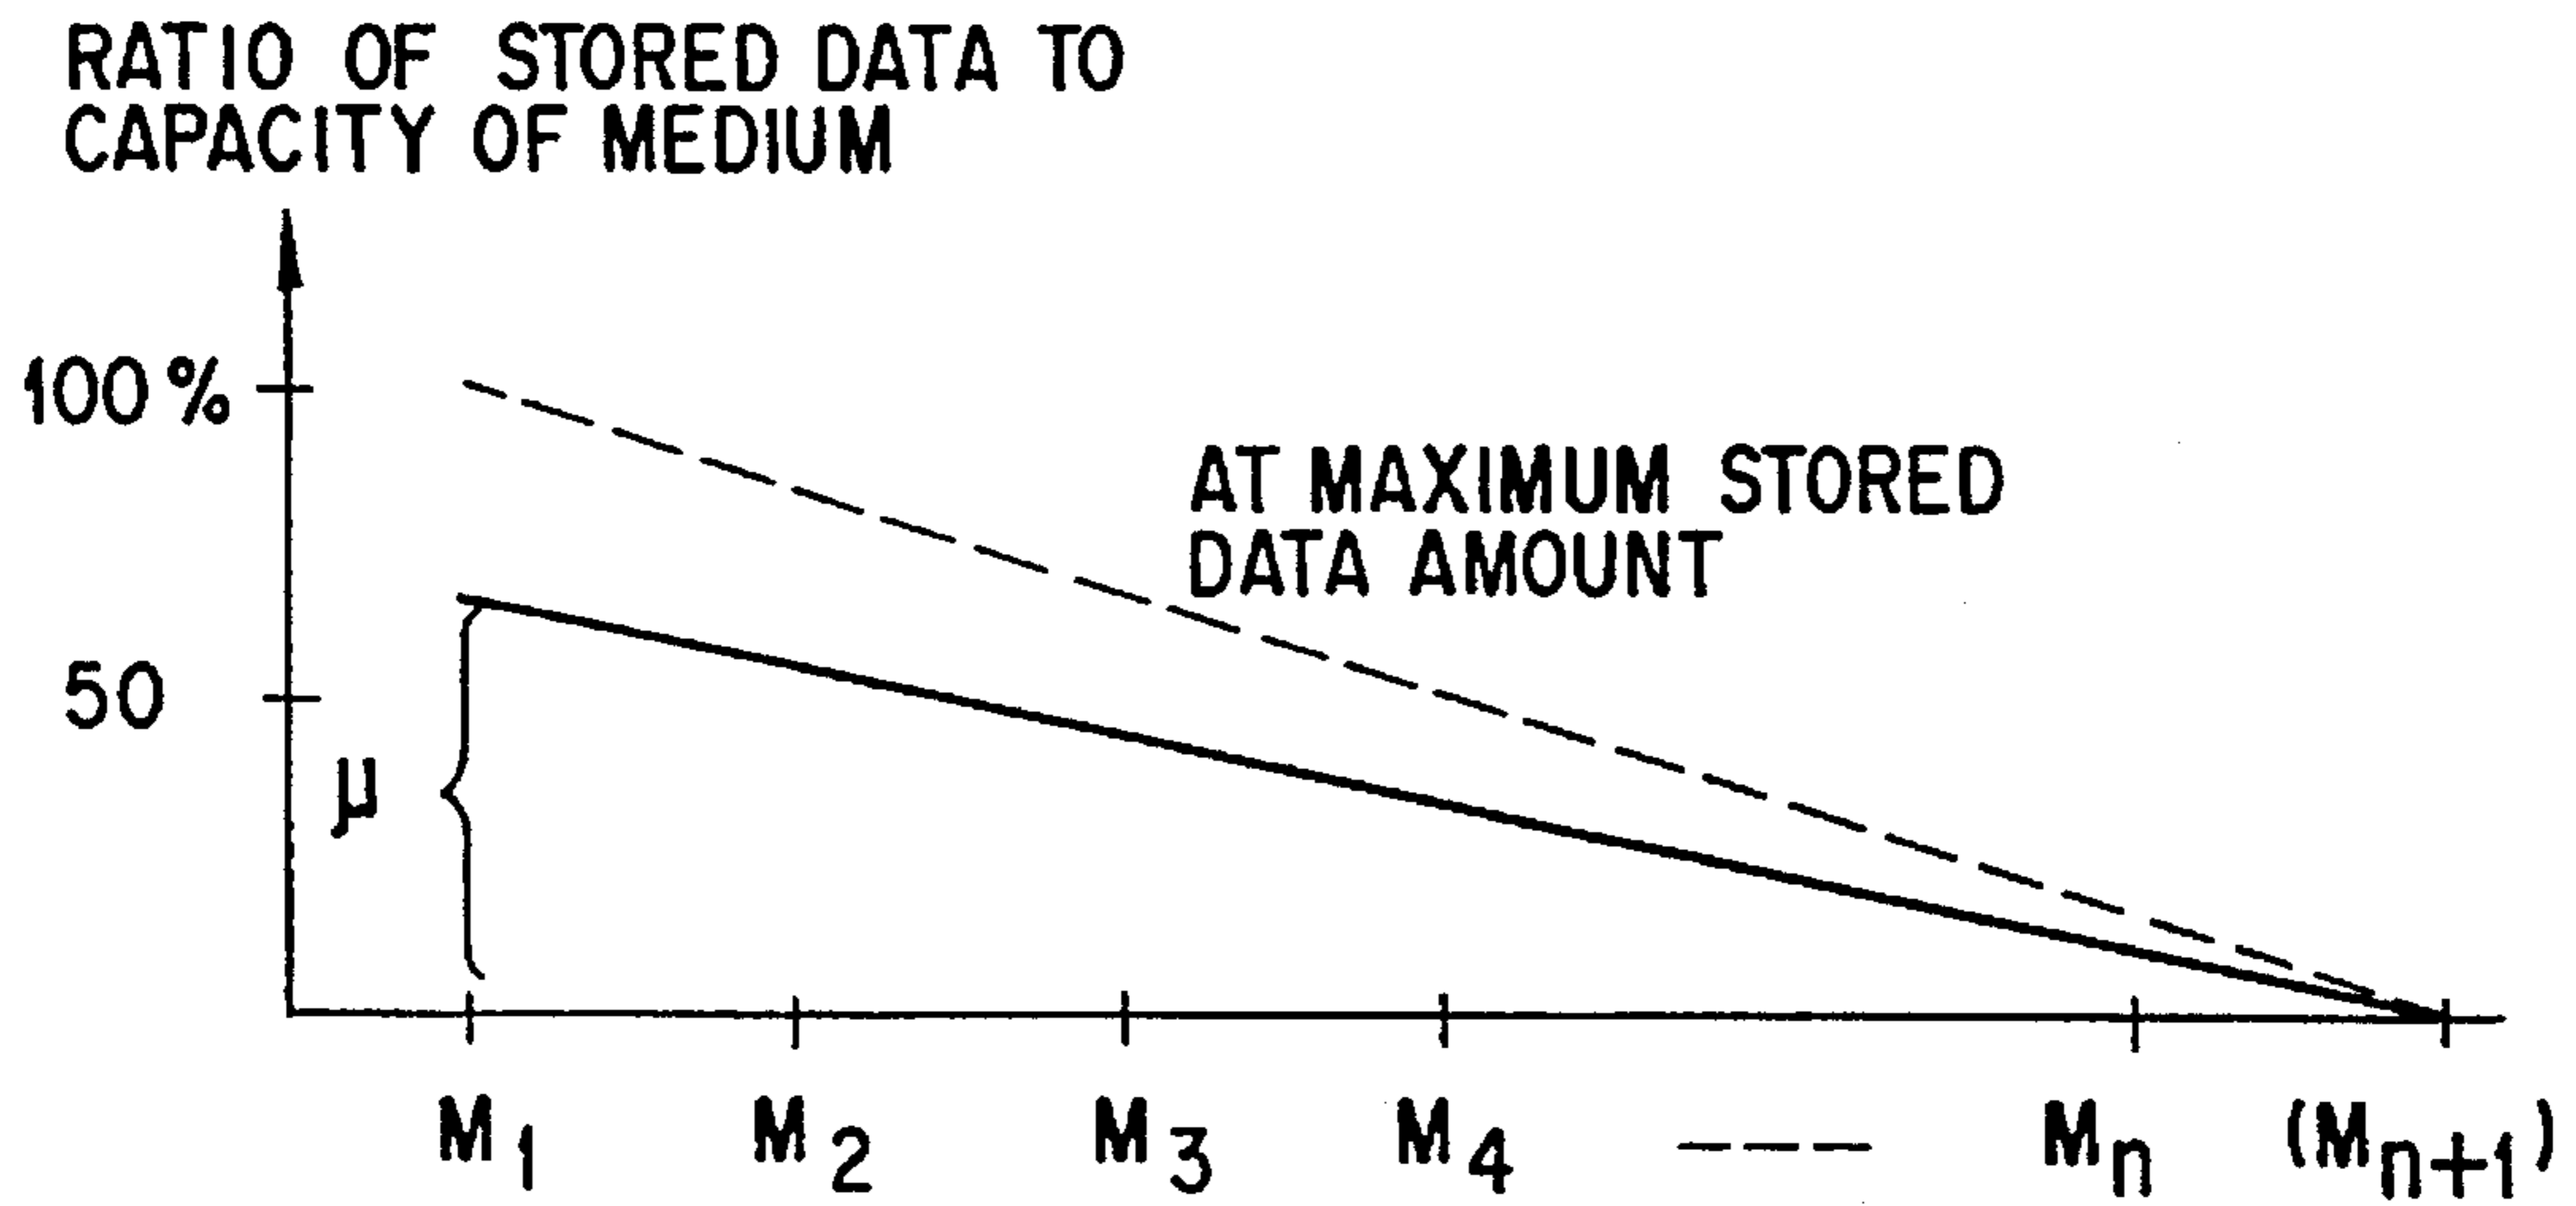 RATIO OF STORED DATA TO
CAPACITY OF MEDIUM
100%
AT MAXIMUM STORED
DATA AMOUNT
50
μ
M1 M2 M3 M4 ––– Mn (Mn+1)